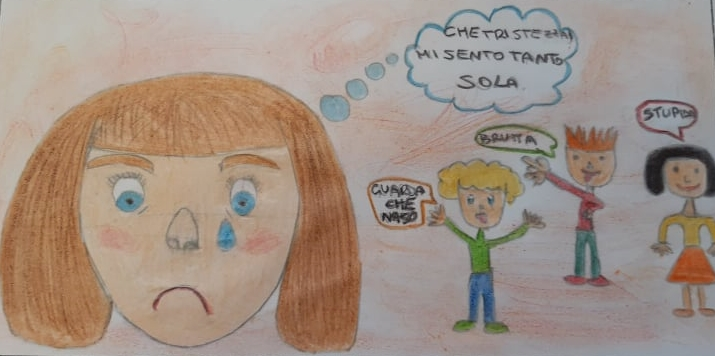 CHE TRISTEZZA!
MI SENTO TANTO
SOLA
STUPIDA
BRUTTA
GUARDA
CHE
NASO